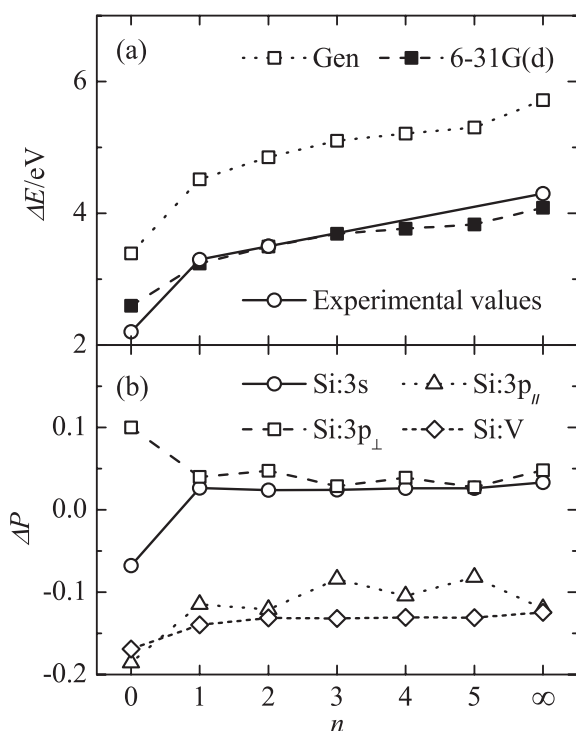 (a)
Gen 6-31G(d)
6
ΔE/eV
4
Experimental values
2
(b)
Si:3s Si:3p//
Si:3p⊥ Si:V
0.1
0.0
ΔP
-0.1
-0.2
0 1 2 3 4 5 ∞
n